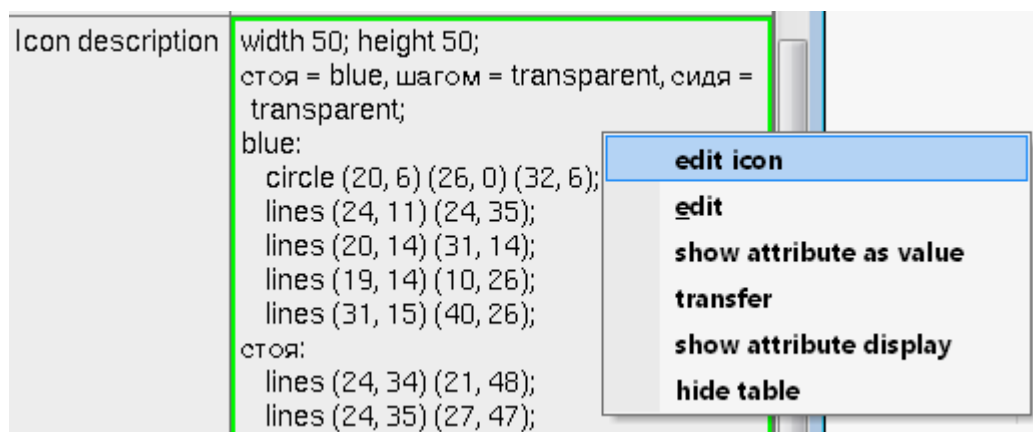 Icon description
width 50; height 50;
стоя = blue, шагом = transparent, сидя =
transparent;
blue:
circle (20, 6) (26, 0) (32, 6);
lines (24, 11) (24, 35);
lines (20, 14) (31, 14);
lines (19, 14) (10, 26);
lines (31, 15) (40, 26);
стоя:
lines (24, 34) (21, 48);
lines (24, 35) (27, 47);
edit icon
edit
show attribute as value
transfer
show attribute display
hide table